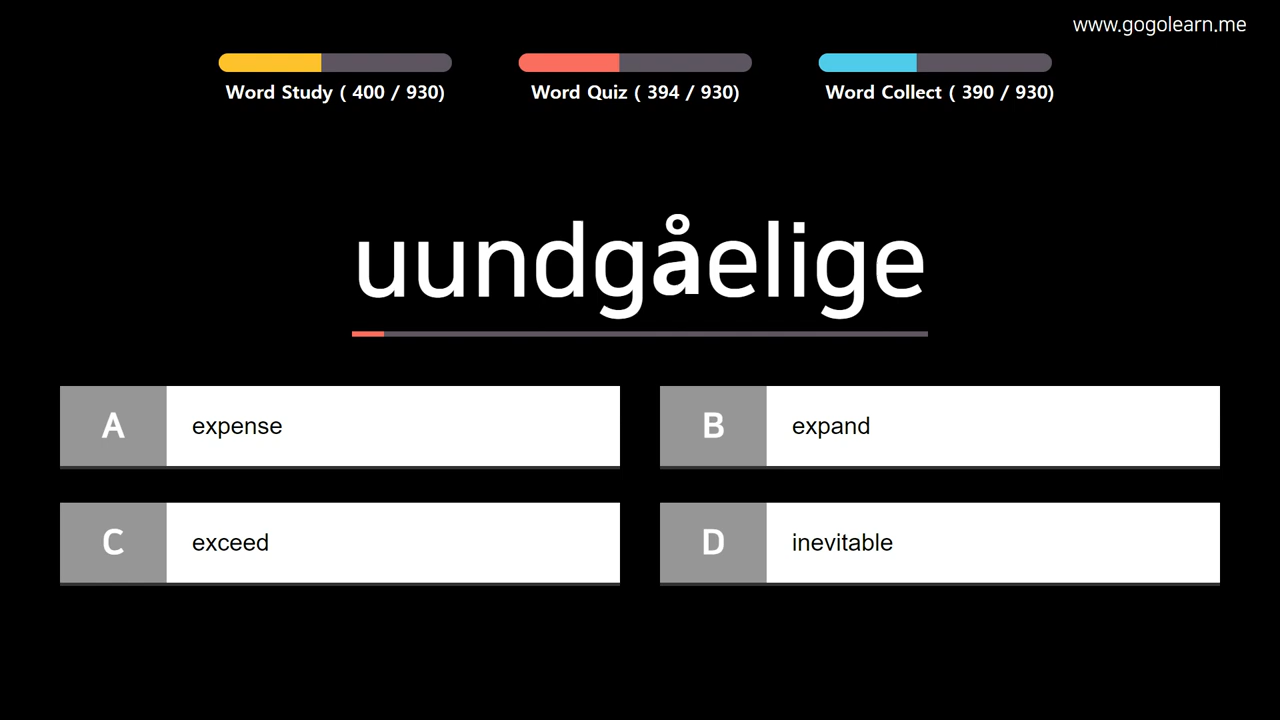 www.gogolearn.me
Word Study ( 400 / 930)
Word Quiz ( 394 / 930)
Word Collect ( 390 / 930)
uundgåelige
A expense
B expand
C exceed
D inevitable